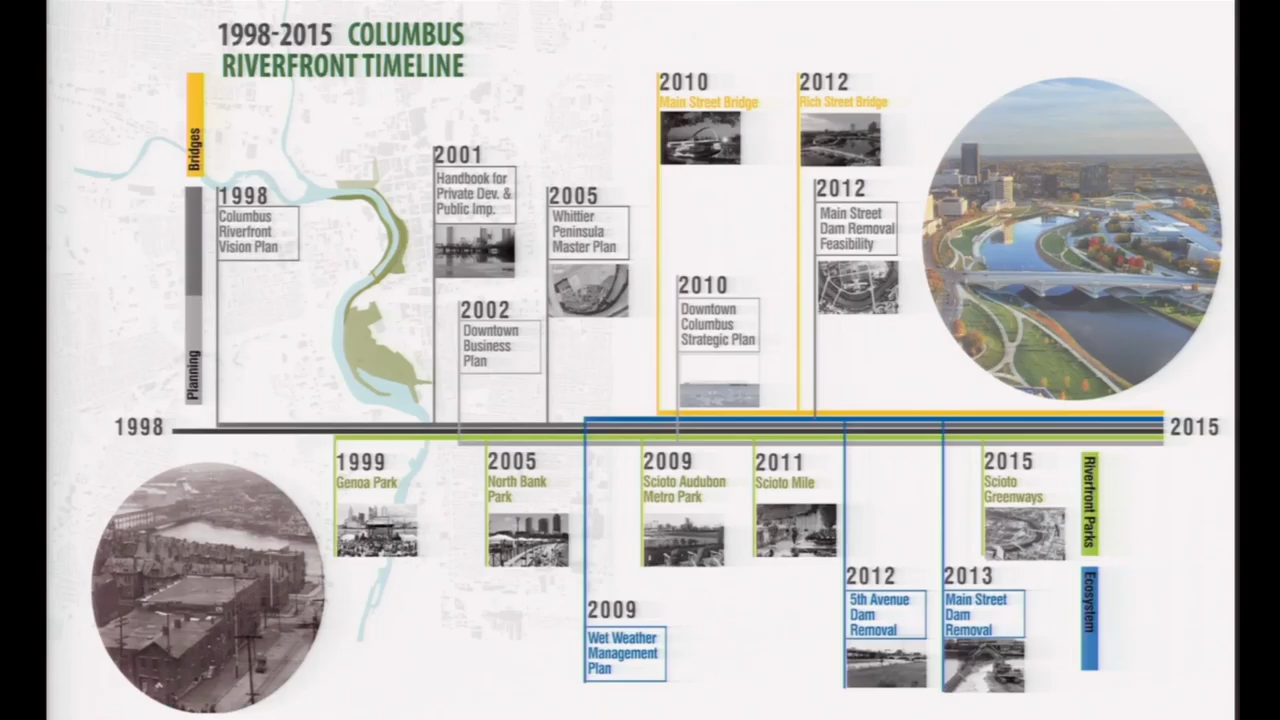 1998-2015 COLUMBUS
RIVERFRONT TIMELINE
Bridges
Planning
1998
Columbus
Riverfront
Vision Plan
2001
Handbook for
Private Dev. &
Public Imp.
2002
Downtown
Business
Plan
2005
Whittier
Peninsula
Master Plan
2010
Main Street Bridge
2012
Rich Street Bridge
2012
Main Street
Dam Removal
Feasibility
2010
Downtown
Columbus
Strategic Plan
1998
2015
1999
Genoa Park
2005
North Bank
Park
2009
Scioto Audubon
Metro Park
2011
Scioto Mile
2015
Scioto
Greenways
Riverfront Parks
2009
Wet Weather
Management
Plan
2012
5th Avenue
Dam
Removal
2013
Main Street
Dam
Removal
Ecosystem